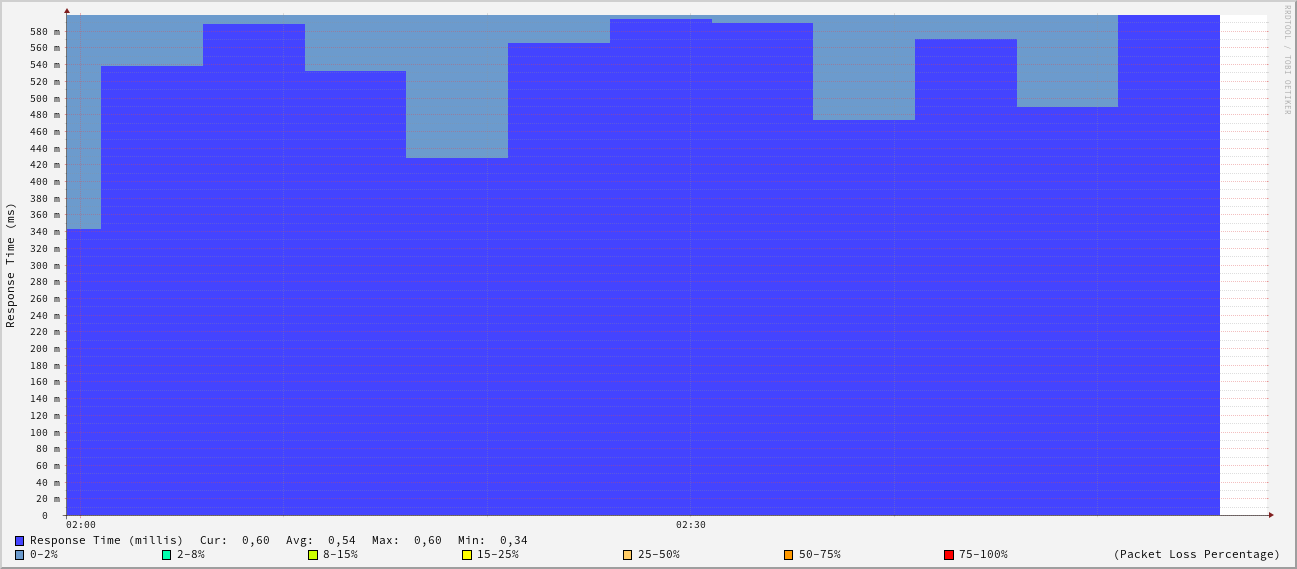 RRDTOOL / TOBI OETIKER
Response Time (ms)
580 m
560 m
540 m
520 m
500 m
480 m
460 m
440 m
420 m
400 m
380 m
360 m
340 m
320 m
300 m
280 m
260 m
240 m
220 m
200 m
180 m
160 m
140 m
120 m
100 m
80 m
60 m
40 m
20 m
0
02:00 02:30
Response Time (millis) Cur: 0,60 Avg: 0,54 Max: 0,60 Min: 0,34
0-2% 2-8% 8-15% 15-25% 25-50% 50-75% 75-100% (Packet Loss Percentage)